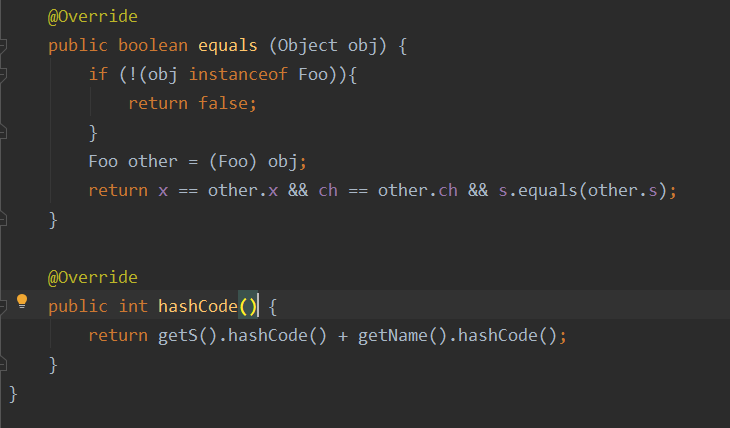 @Override
public boolean equals (Object obj) {
if (!(obj instanceof Foo)){
return false;
}
Foo other = (Foo) obj;
return x == other.x && ch == other.ch && s.equals(other.s);
}
@Override
public int hashCode() {
return getS().hashCode() + getName().hashCode();
}
}